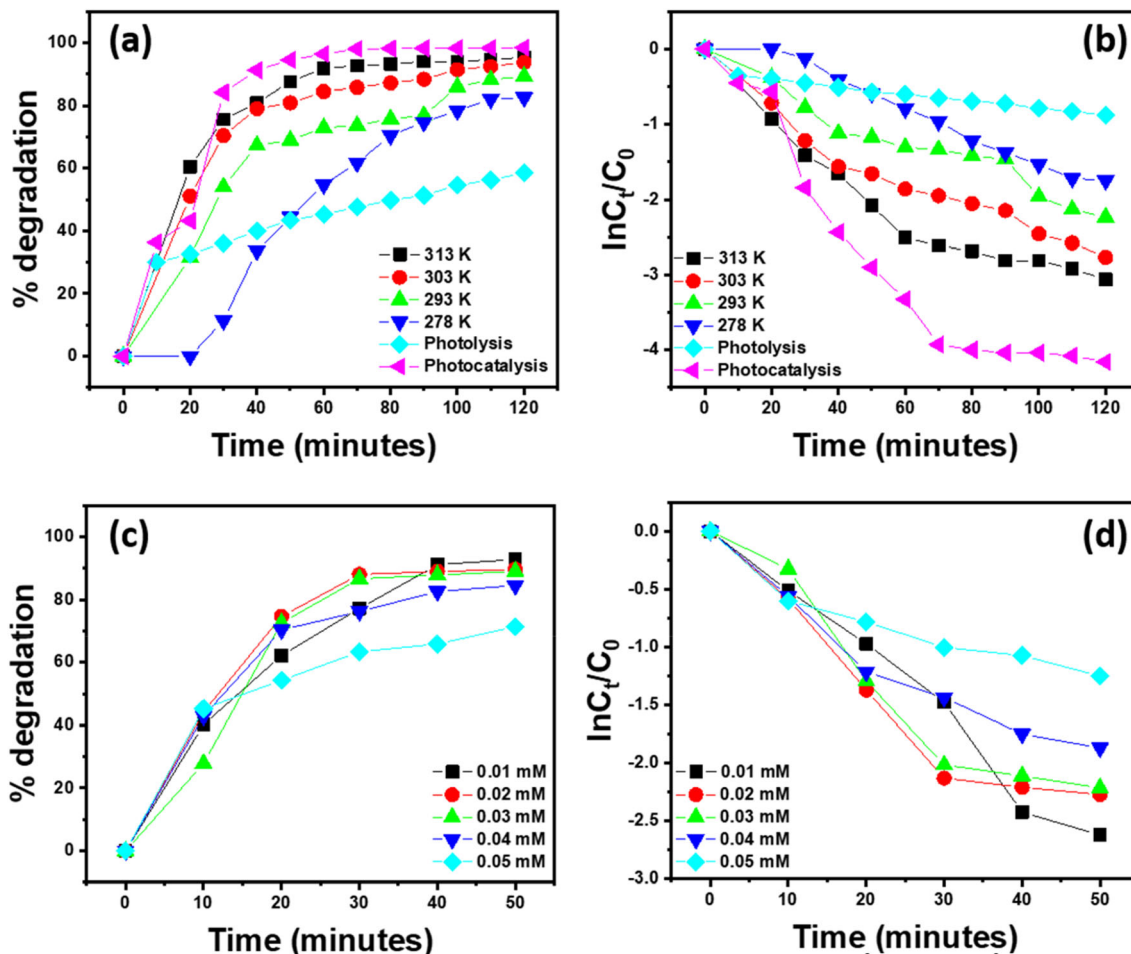 (a)
% degradation
100
80
60
40
20
0
313 K
303 K
293 K
278 K
Photolysis
Photocatalysis
0 20 40 60 80 100 120
Time (minutes)
(b)
lnCt/C0
0
-1
-2
-3
-4
313 K
303 K
293 K
278 K
Photolysis
Photocatalysis
0 20 40 60 80 100 120
Time (minutes)
(c)
% degradation
100
80
60
40
20
0
0.01 mM
0.02 mM
0.03 mM
0.04 mM
0.05 mM
0 10 20 30 40 50
Time (minutes)
(d)
lnCt/C0
0.0
-0.5
-1.0
-1.5
-2.0
-2.5
-3.0
0.01 mM
0.02 mM
0.03 mM
0.04 mM
0.05 mM
0 10 20 30 40 50
Time (minutes)